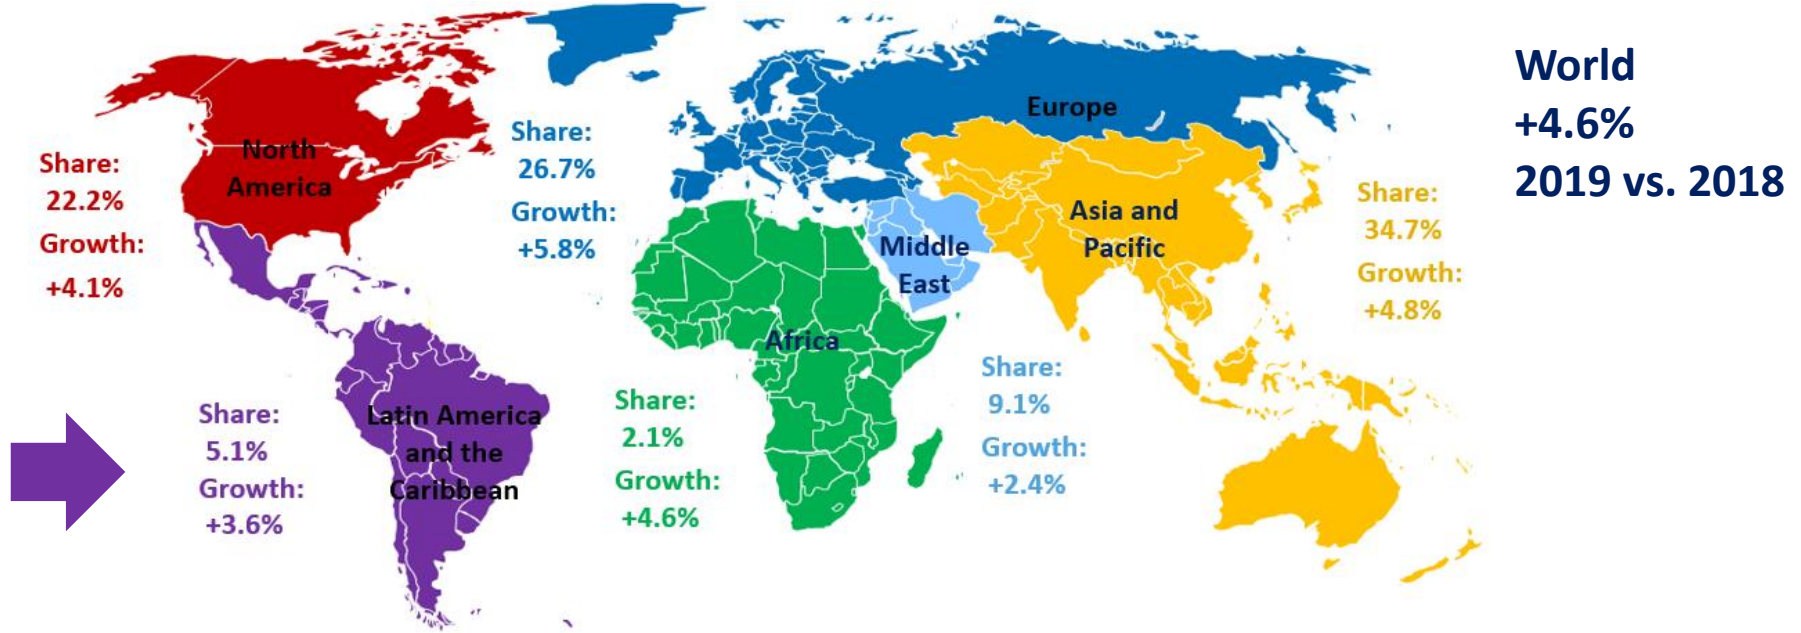 World
+4.6%
2019 vs. 2018
North
America
Share:
22.2%
Growth:
+4.1%
Share:
26.7%
Growth:
+5.8%
Europe
Asia and
Pacific
Share:
34.7%
Growth:
+4.8%
Middle
East
Share:
9.1%
Growth:
+2.4%
Africa
Share:
2.1%
Growth:
+4.6%
Latin America
and the
Caribbean
Share:
5.1%
Growth:
+3.6%